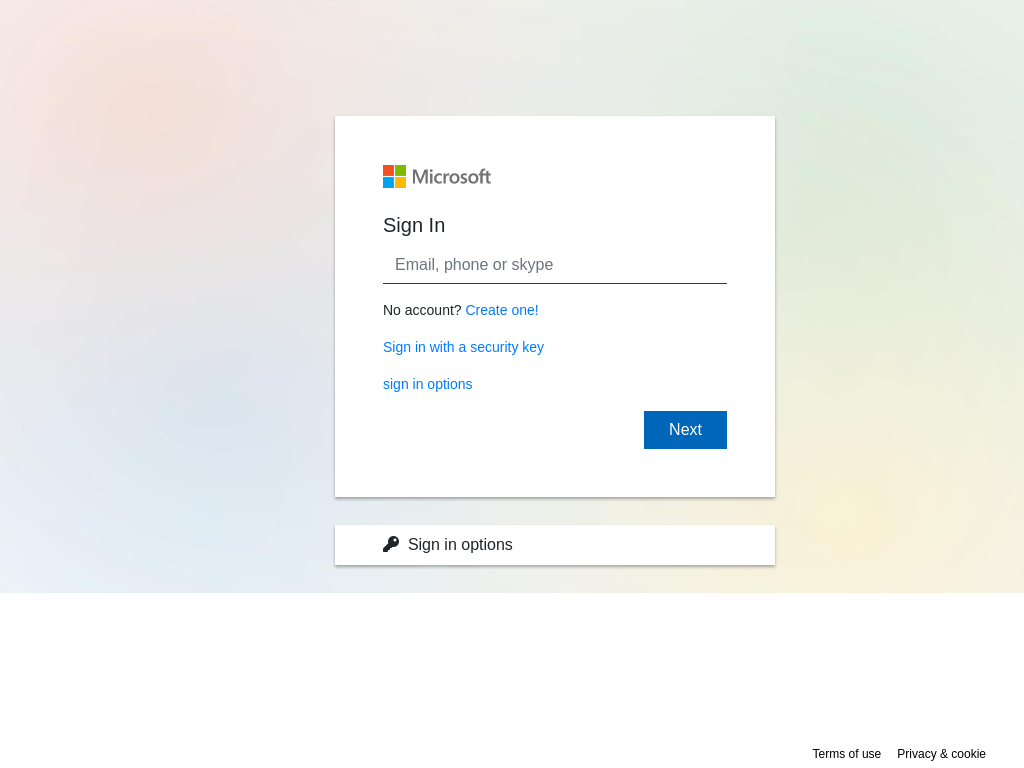 Microsoft
Sign In
Email, phone or skype
No account? Create one!
Sign in with a security key
sign in options
Next
Sign in options
Terms of use Privacy & cookie